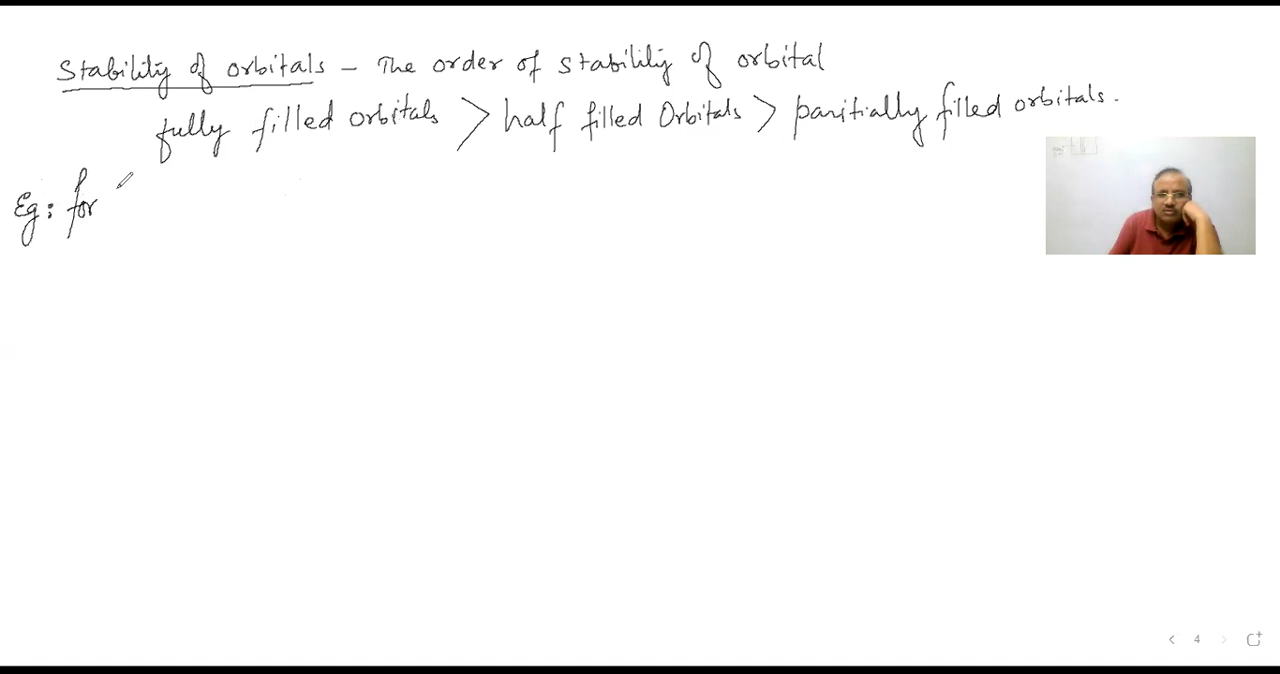 Stability of orbitals - The order of stability of orbital
fully filled orbitals > half filled Orbitals > paritially filled orbitals.
Eg: for
< 4 >